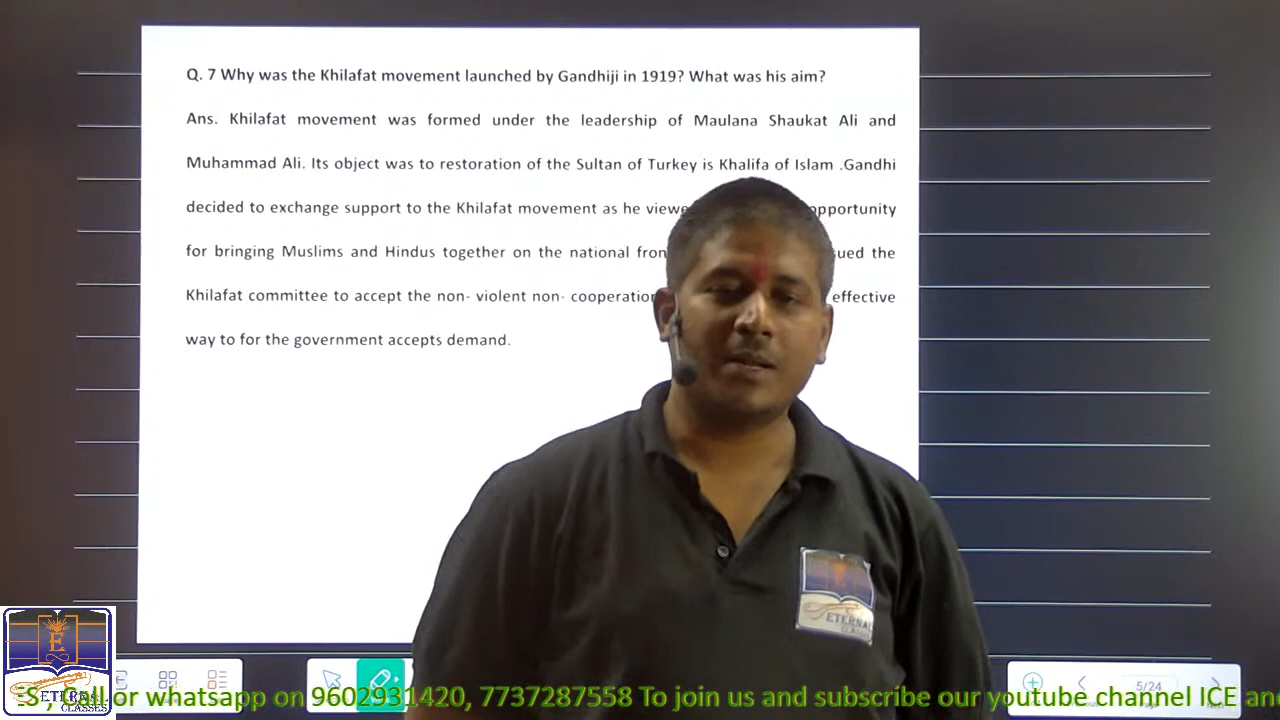 Q. 7 Why was the Khilafat movement launched by Gandhiji in 1919? What was his aim?
Ans. Khilafat movement was formed under the leadership of Maulana Shaukat Ali and
Muhammad Ali. Its object was to restoration of the Sultan of Turkey is Khalifa of Islam .Gandhi
decided to exchange support to the Khilafat movement as he opportunity
for bringing Muslims and Hindus together on the national the
Khilafat committee to accept the non- violent non- effective
way to for the government accepts demand.
E
ETERNAL
CLASSES
ETERNAL
5/24
call or whatsapp on 9602931420, 7737287558 To join us and subscribe our youtube channel ICE